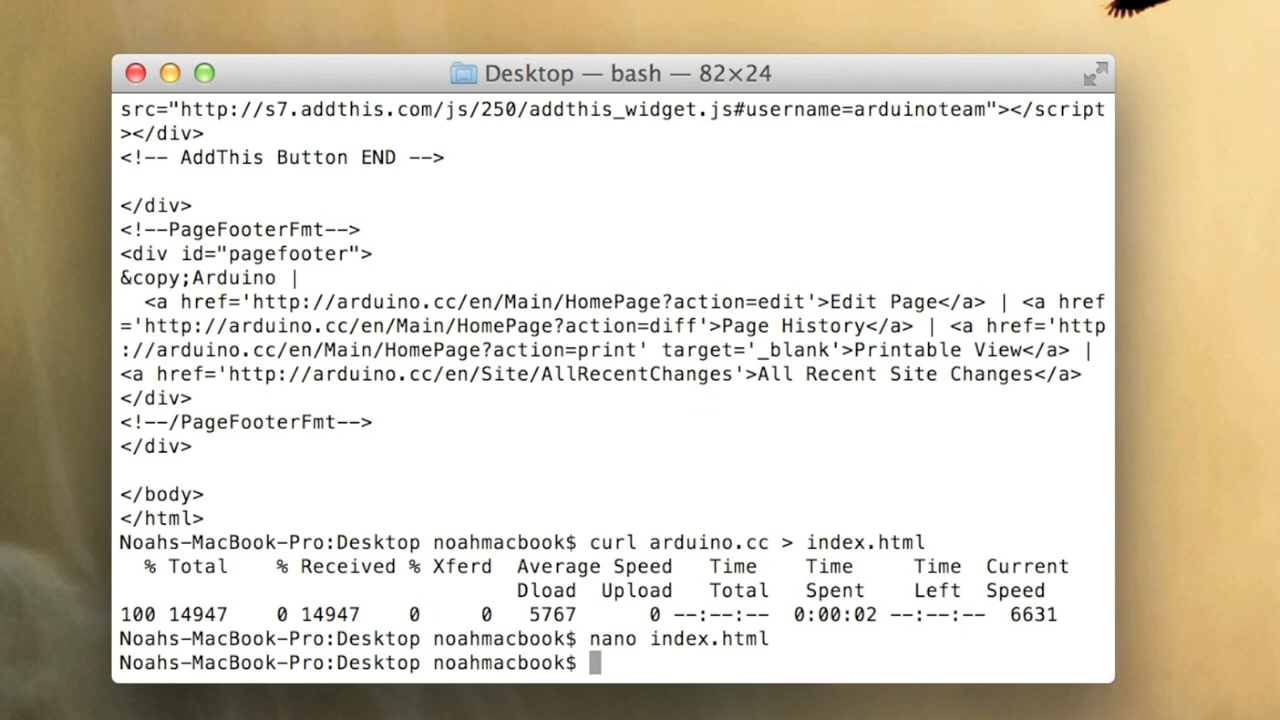 Desktop — bash — 82×24
src="http://s7.addthis.com/js/250/addthis_widget.js#username=arduinoteam"></script
></div>
<!-- AddThis Button END -->
</div>
<!--PageFooterFmt-->
<div id="pagefooter">
&copy;Arduino |
  <a href='http://arduino.cc/en/Main/HomePage?action=edit'>Edit Page</a> | <a href
='http://arduino.cc/en/Main/HomePage?action=diff'>Page History</a> | <a href='http
://arduino.cc/en/Main/HomePage?action=print' target='_blank'>Printable View</a> |
<a href='http://arduino.cc/en/Site/AllRecentChanges'>All Recent Site Changes</a>
</div>
<!--/PageFooterFmt-->
</div>
</body>
</html>
Noahs-MacBook-Pro:Desktop noahmacbook$ curl arduino.cc > index.html
  % Total    % Received % Xferd  Average Speed   Time    Time     Time  Current
                                 Dload  Upload   Total   Spent    Left  Speed
100 14947    0 14947    0     0   5767      0 --:--:--  0:00:02 --:--:--  6631
Noahs-MacBook-Pro:Desktop noahmacbook$ nano index.html
Noahs-MacBook-Pro:Desktop noahmacbook$